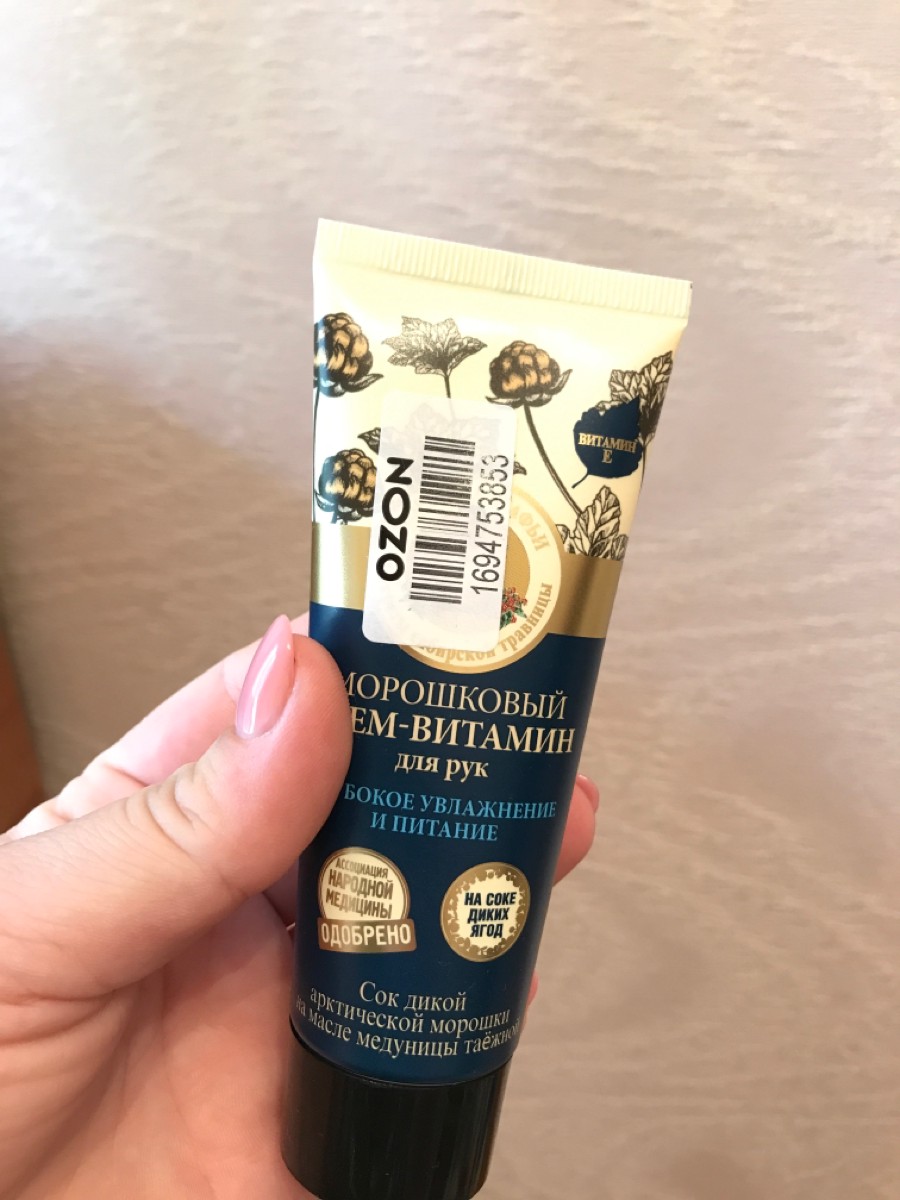 ВИТАМИН
Е
OZON
1694753853
травницы
МОРОШКОВЫЙ
ЕМ-ВИТАМИН
для рук
БОКОЕ УВЛАЖНЕНИЕ
И ПИТАНИЕ
АССОЦИАЦИЯ
НАРОДНОЙ
МЕДИЦИНЫ
ОДОБРЕНО
НА СОКЕ
ДИКИХ
ЯГОД
Сок дикой
арктической морошки
на масле медуницы таёжной